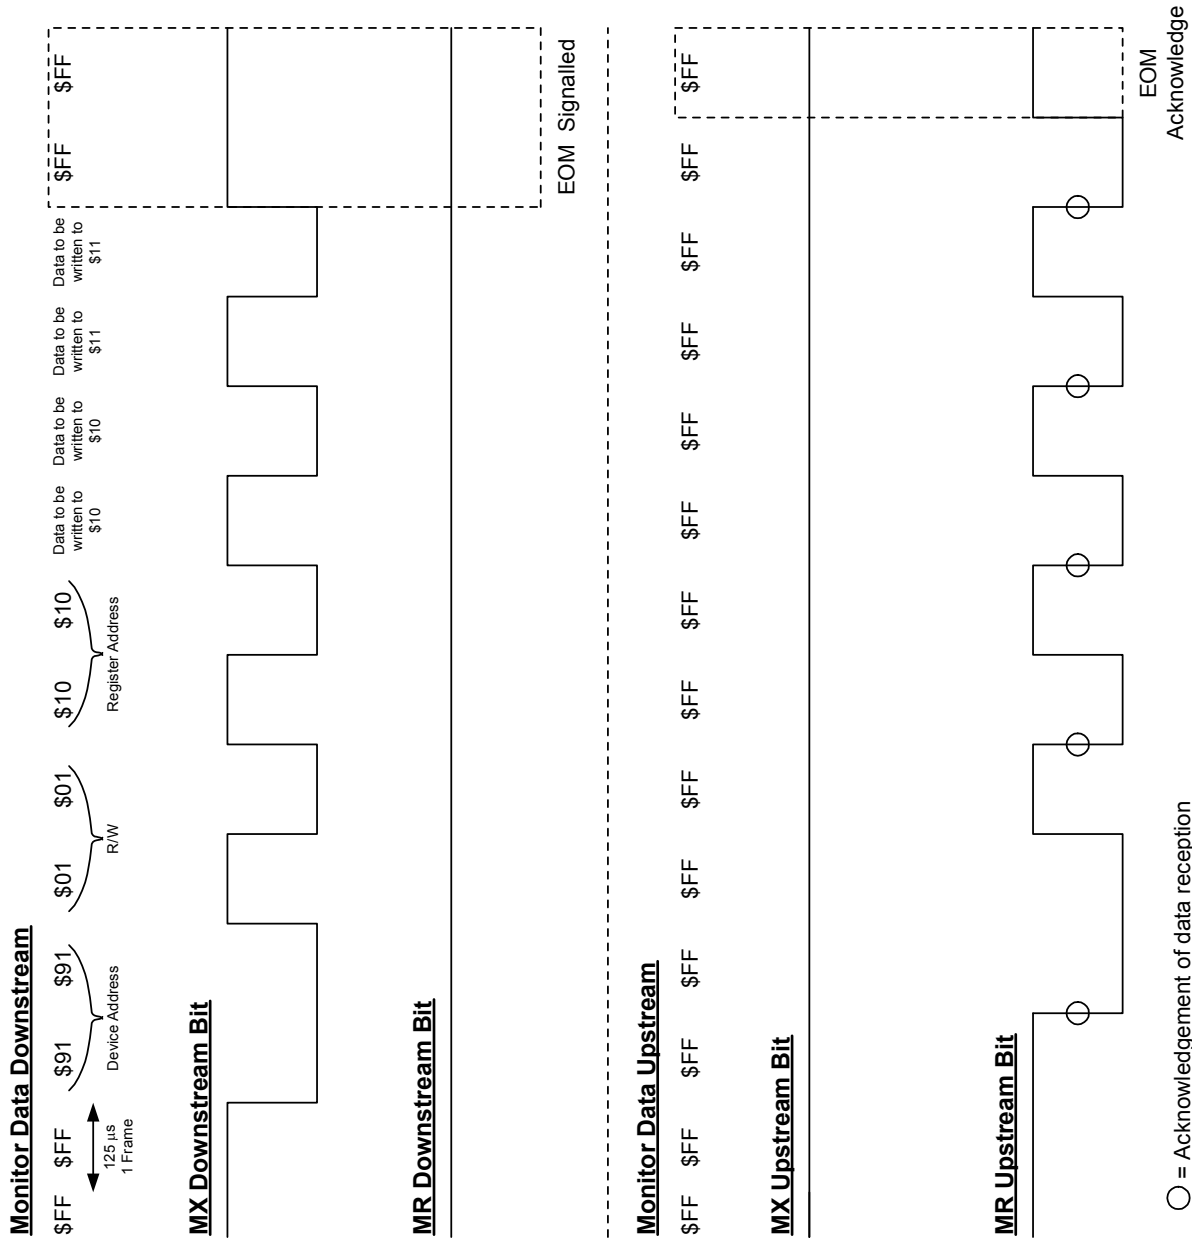 Monitor Data Downstream
$FF $FF $91 $91 $01 $01 $10 $10 Data to be written to $10 Data to be written to $10 Data to be written to $11 Data to be written to $11 $FF $FF
125 µs
1 Frame
Device Address
R/W
Register Address
MX Downstream Bit
MR Downstream Bit
EOM Signalled
Monitor Data Upstream
$FF $FF $FF $FF $FF $FF $FF $FF $FF $FF $FF $FF $FF $FF
MX Upstream Bit
MR Upstream Bit
EOM
Acknowledge
= Acknowledgement of data reception